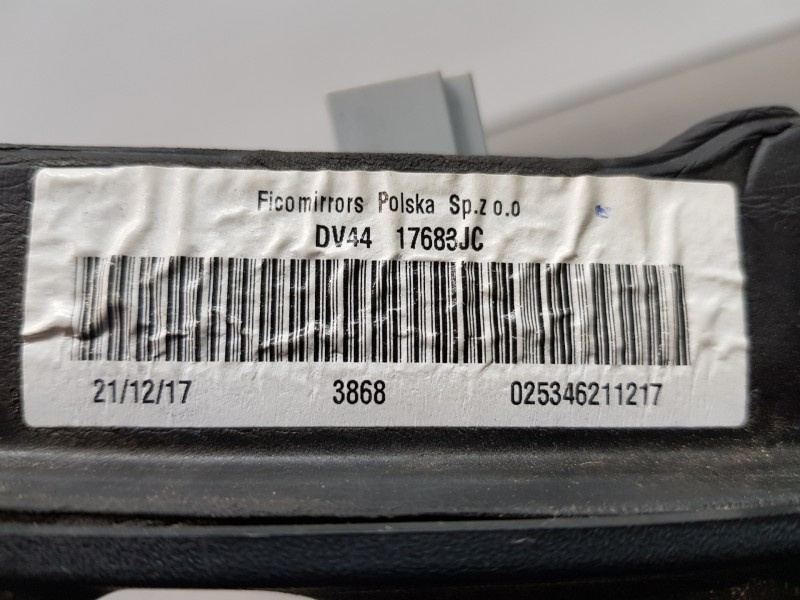 Ficomirrors Polska Sp.z o.o
DV44 17683JC
21/12/17 3868 025346211217